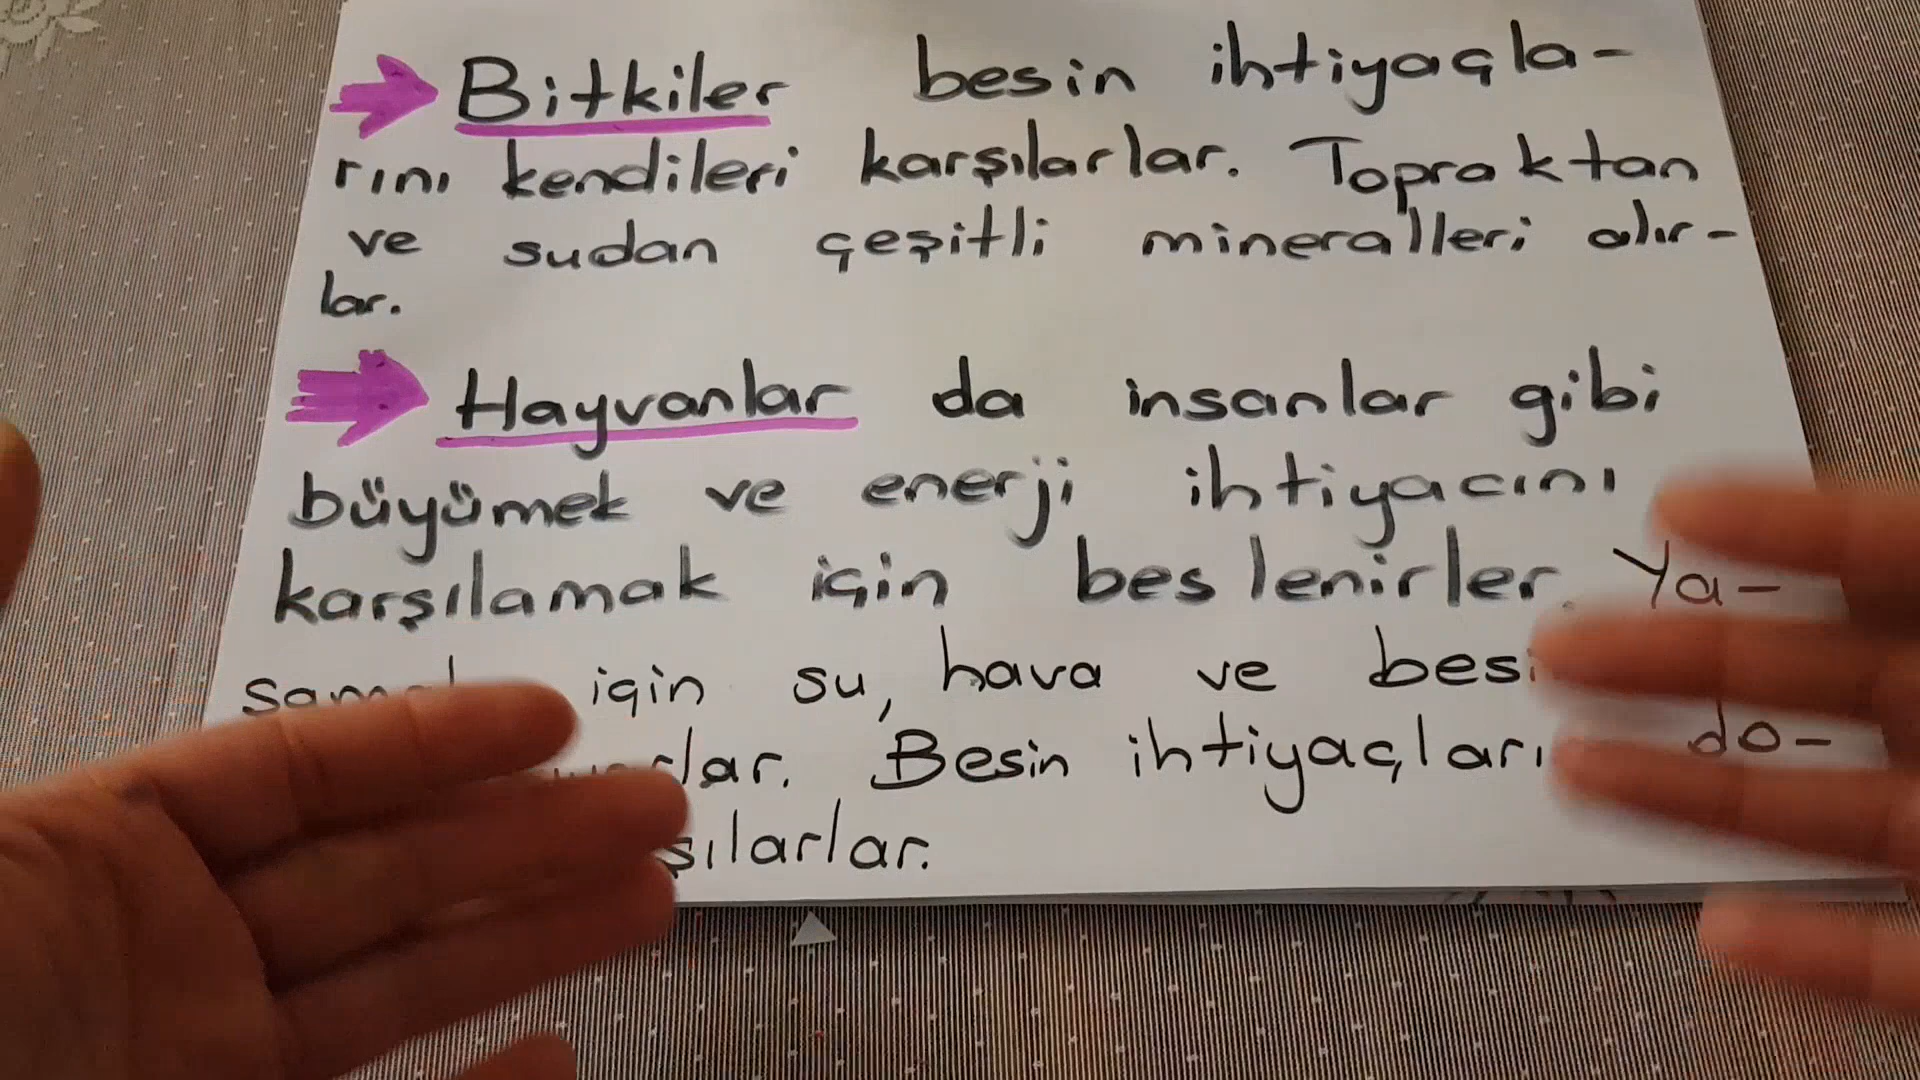 Bitkiler besin ihtiyaçla-
rını kendileri karşılarlar. Topraktan
ve sudan çeşitli mineralleri alır-
lar.
Hayvanlar da insanlar gibi
büyümek ve enerji ihtiyacını
karşılamak için beslenirler. Ya-
için su, hava ve
Besin ihtiyaçları do-